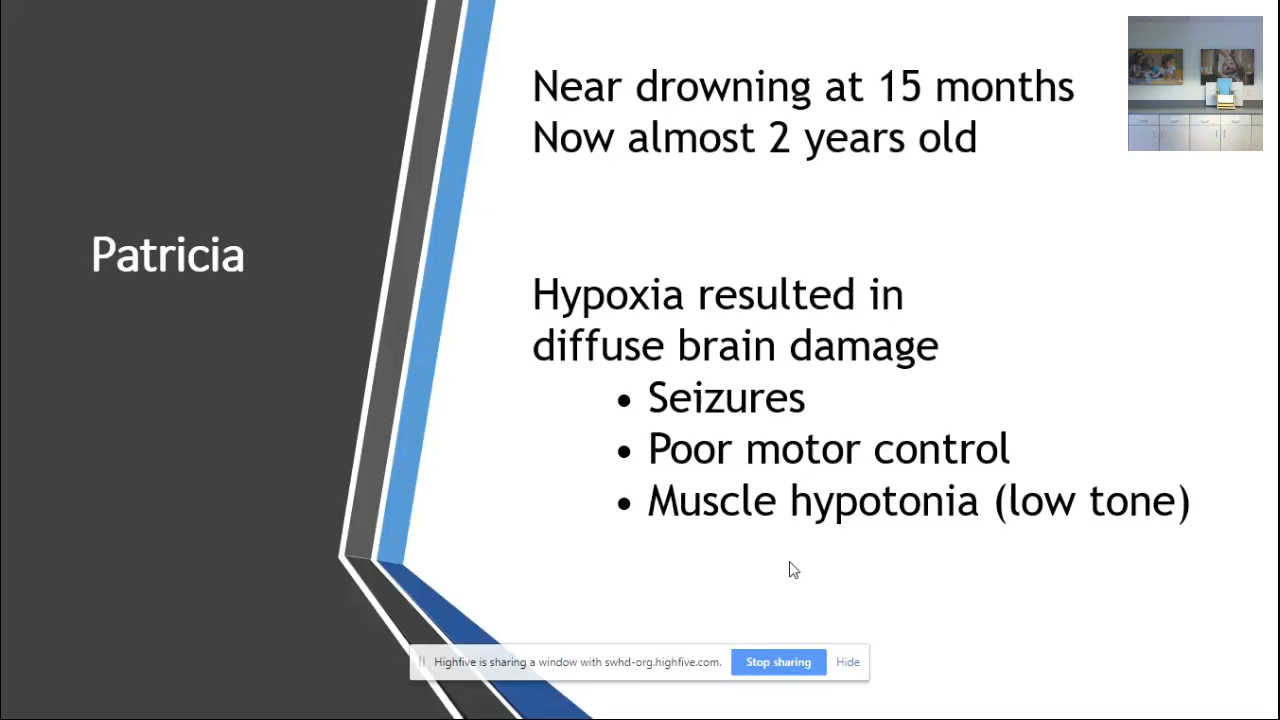 Near drowning at 15 months
Now almost 2 years old
Patricia
Hypoxia resulted in
diffuse brain damage
• Seizures
• Poor motor control
• Muscle hypotonia (low tone)
Highfive is sharing a window with swhd-org.highfive.com.
Stop sharing
Hide